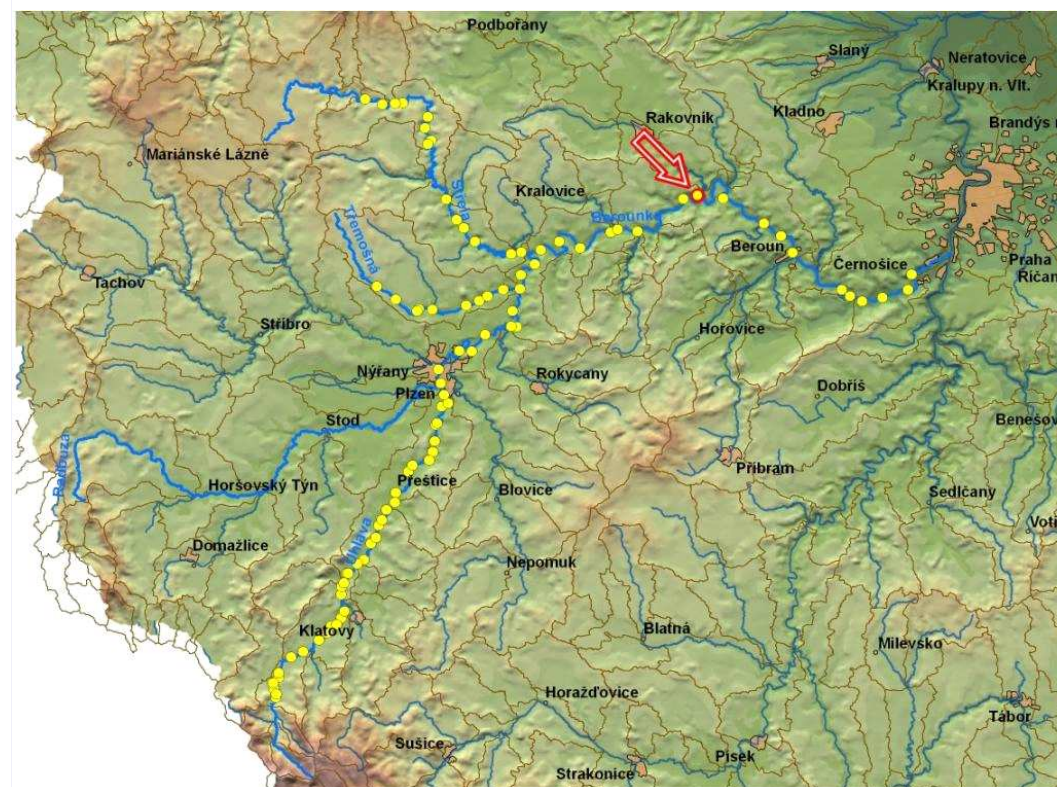 Podbořany
Slaný
Neratovice
Kralupy n. Vlt.
Kladno
Rakovník
Brandýs n
Mariánské Lázně
Kralovice
Střela
Třemošná
Berounka
Beroun
Černošice
Praha
Říčan
Tachov
Stříbro
Hořovice
Nýřany
Rokycany
Dobříš
Plzeň
Benešov
Stod
Radbuza
Příbram
Horšovský Týn
Přeštice
Blovice
Sedlčany
Voti
Úhlava
Domažlice
Nepomuk
Klatovy
Blatná
Milevsko
Horažďovice
Tábor
Sušice
Písek
Strakonice